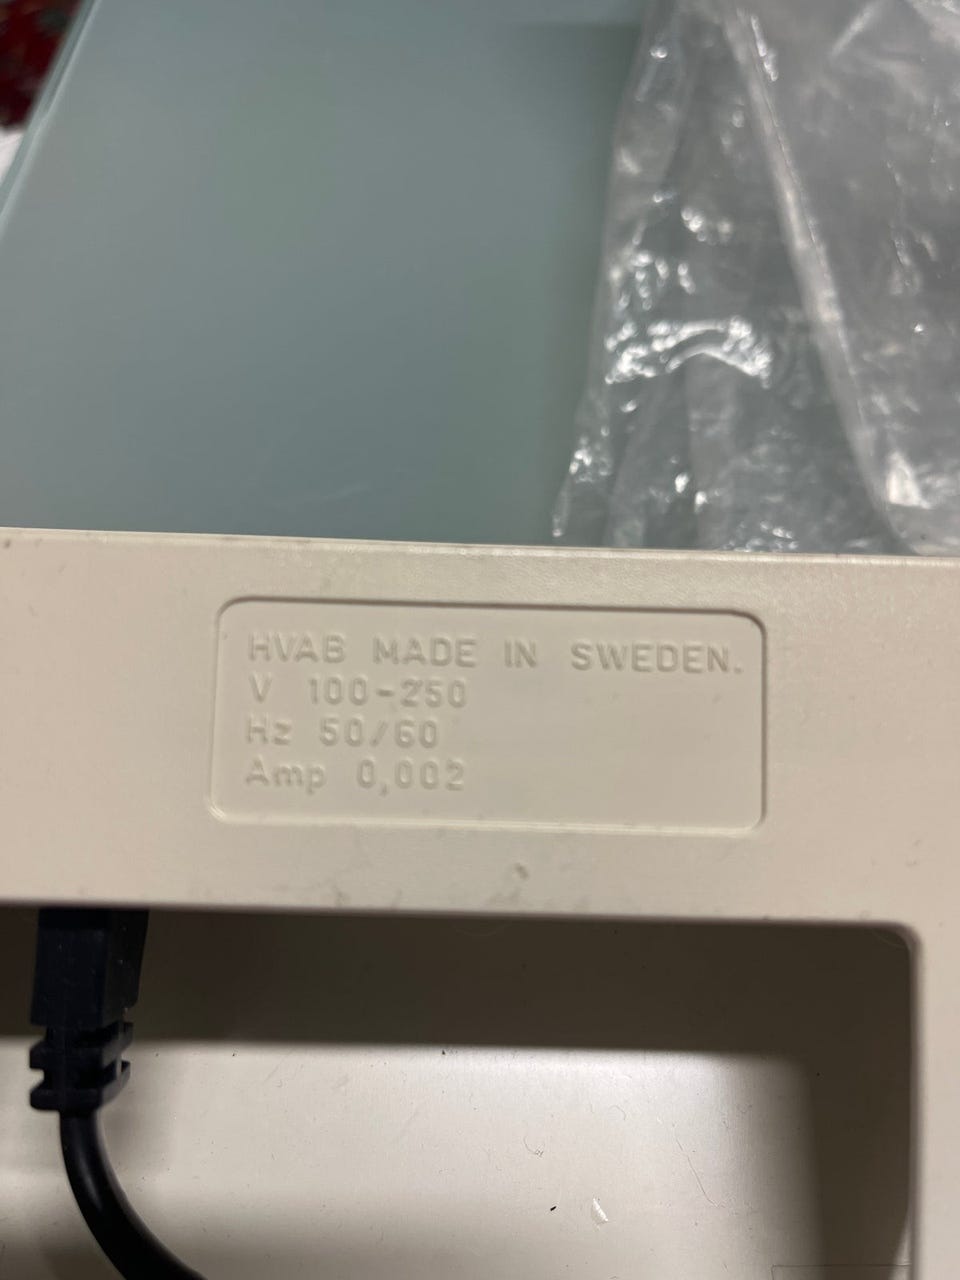 HVAB MADE IN SWEDEN.
V 100-250
Hz 50/60
Amp 0,002